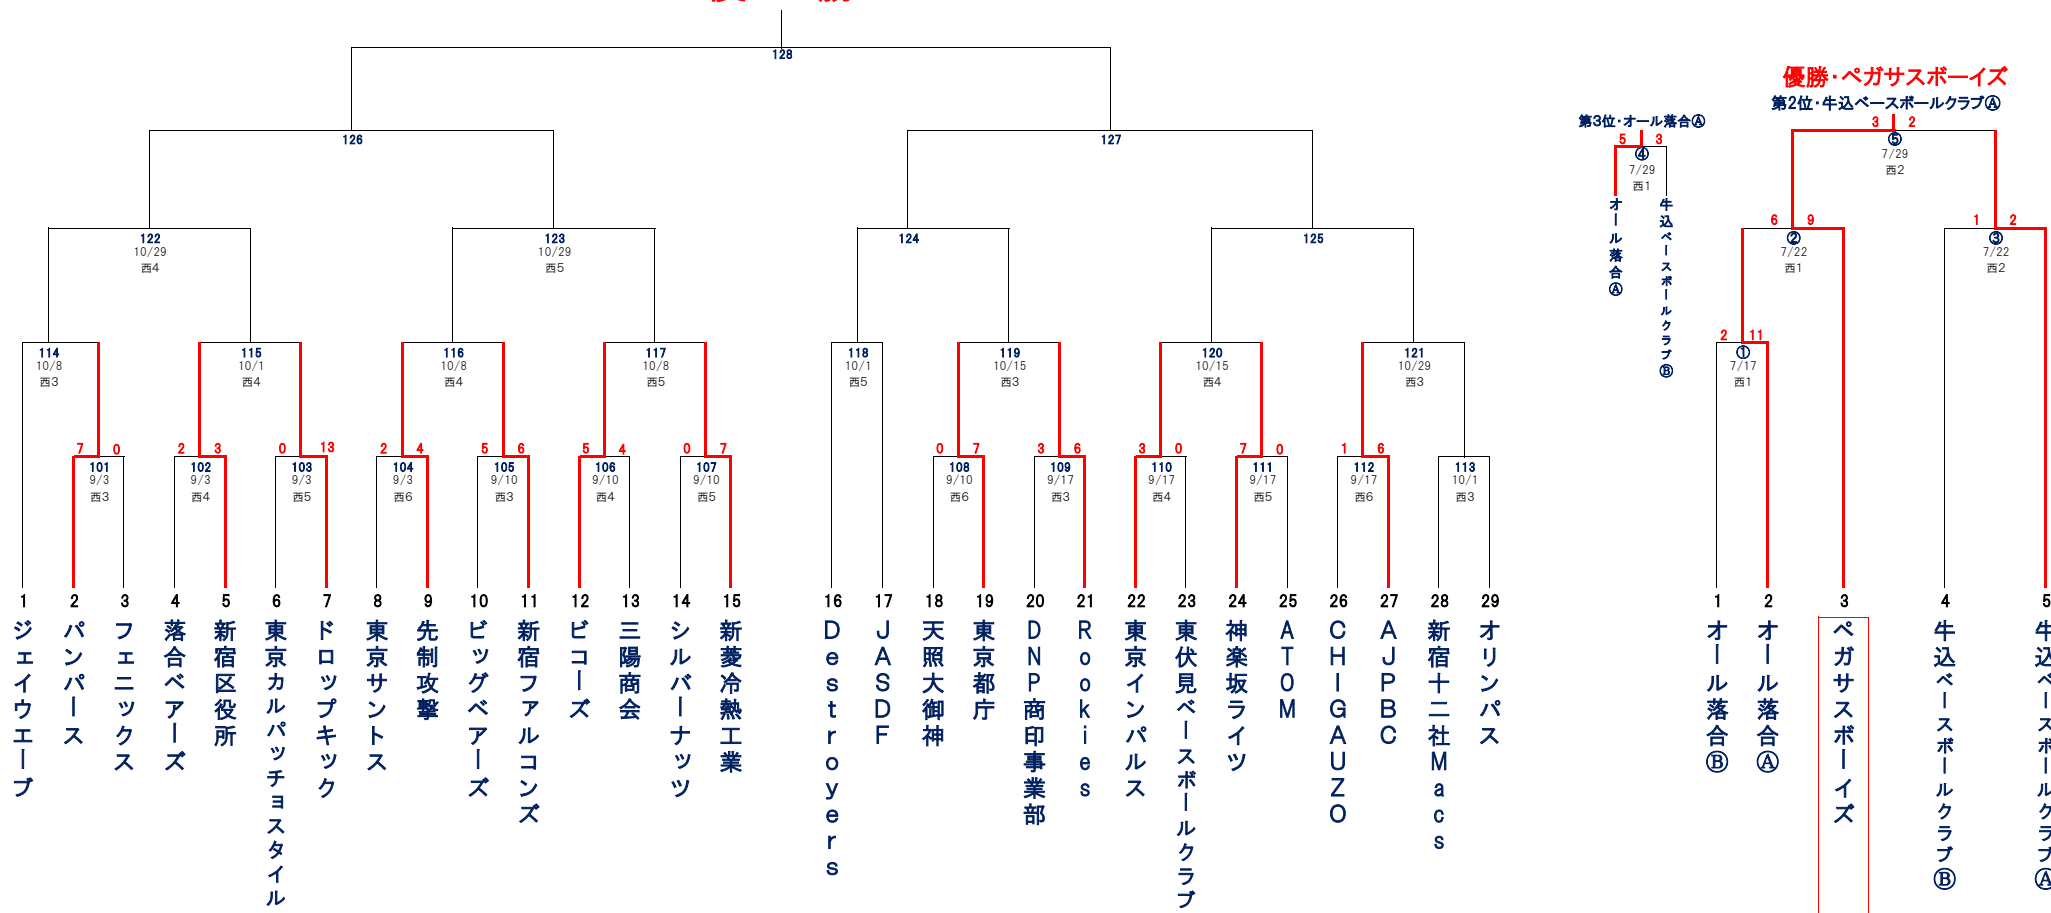 128
126
127
122
10/29
西4
123
10/29
西5
124
125
114
10/8
西3
115
10/1
西4
116
10/8
西4
117
10/8
西5
118
10/1
西5
119
10/15
西3
120
10/15
西4
121
10/29
西3
7 0
101
9/3
西3
2 3
102
9/3
西4
0 13
103
9/3
西5
2 4
104
9/3
西6
5 6
105
9/10
西3
5 4
106
9/10
西4
0 7
107
9/10
西5
0 7
108
9/10
西6
3 6
109
9/17
西3
3 0
110
9/17
西4
7 0
111
9/17
西5
1 6
112
9/17
西6
113
10/1
西3
1 ジェイウエーブ
2 パンパース
3 フェニックス
4 落合ベアーズ
5 新宿区役所
6 東京カルパッチョスタイル
7 ドロップキック
8 東京サントス
9 先制攻撃
10 ビッグベアーズ
11 新宿ファルコンズ
12 ビコーズ
13 三陽商会
14 シルバーナッツ
15 新菱冷熱工業
16 Destroyers
17 JASDF
18 天照大御神
19 東京都庁
20 DNP商印事業部
21 Rookies
22 東京インパルス
23 東伏見ベースボールクラブ
24 神楽坂ライツ
25 ATOM
26 CHIGAUZO
27 AJPBC
28 新宿十二社Macs
29 オリンパス
第3位・オール落合Ⓐ
5 3
④
7/29
西1
オール落合Ⓐ
牛込ベースボールクラブⒷ
優勝・ペガサスボーイズ
第2位・牛込ベースボールクラブⒶ
3 2
⑤
7/29
西2
6 9
②
7/22
西1
1 2
③
7/22
西2
2 11
①
7/17
西1
1 オール落合Ⓑ
2 オール落合Ⓐ
3 ペガサスボーイズ
4 牛込ベースボールクラブⒷ
5 牛込ベースボールクラブⒶ